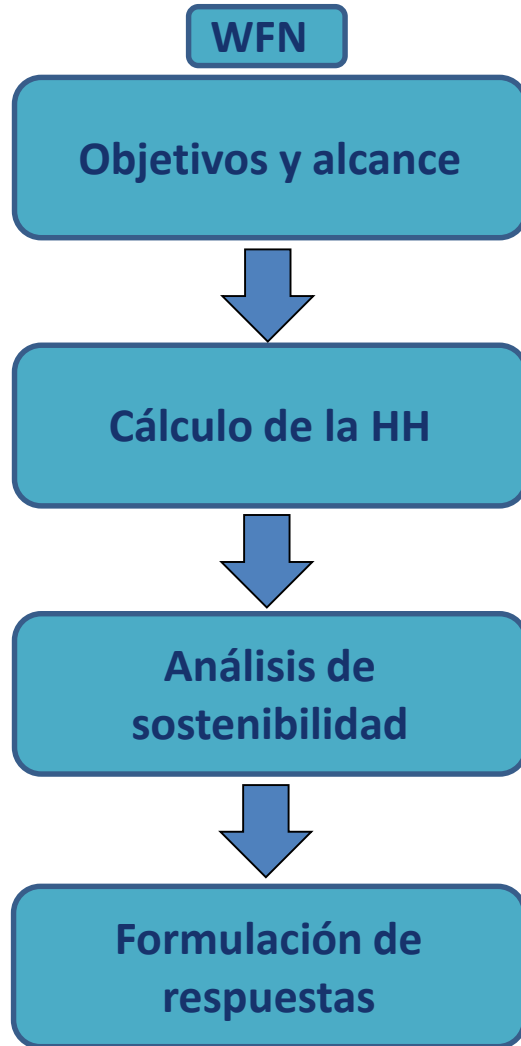 WFN
Objetivos y alcance
Cálculo de la HH
Análisis de
sostenibilidad
Formulación de
respuestas